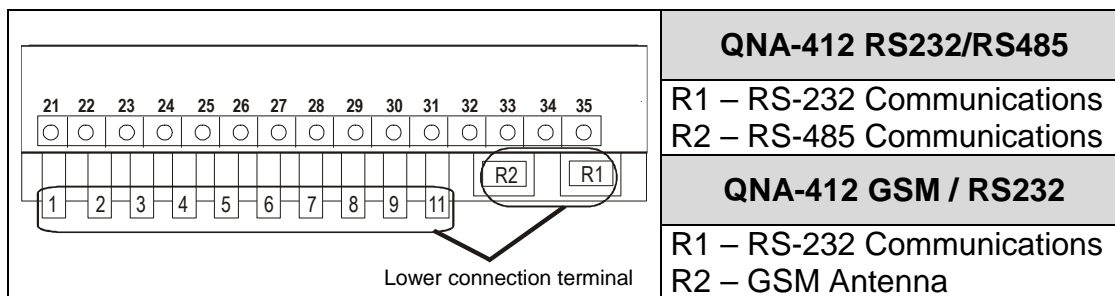 21 22 23 24 25 26 27 28 29 30 31 32 33 34 35
R2 R1
1 2 3 4 5 6 7 8 9 11
Lower connection terminal
QNA-412 RS232/RS485
R1 – RS-232 Communications
R2 – RS-485 Communications
QNA-412 GSM / RS232
R1 – RS-232 Communications
R2 – GSM Antenna